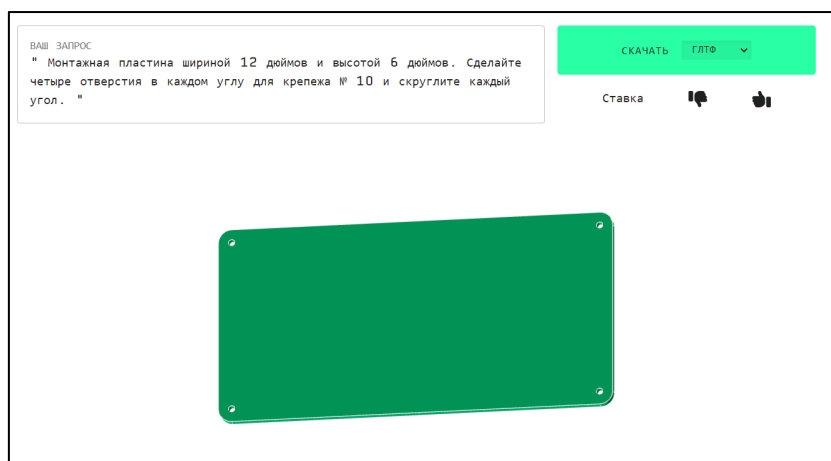 ВАШ ЗАПРОС
" Монтажная пластина шириной 12 дюймов и высотой 6 дюймов. Сделайте
четыре отверстия в каждом углу для крепежа № 10 и скруглите каждый
угол. "
СКАЧАТЬ ГЛТФ
Ставка